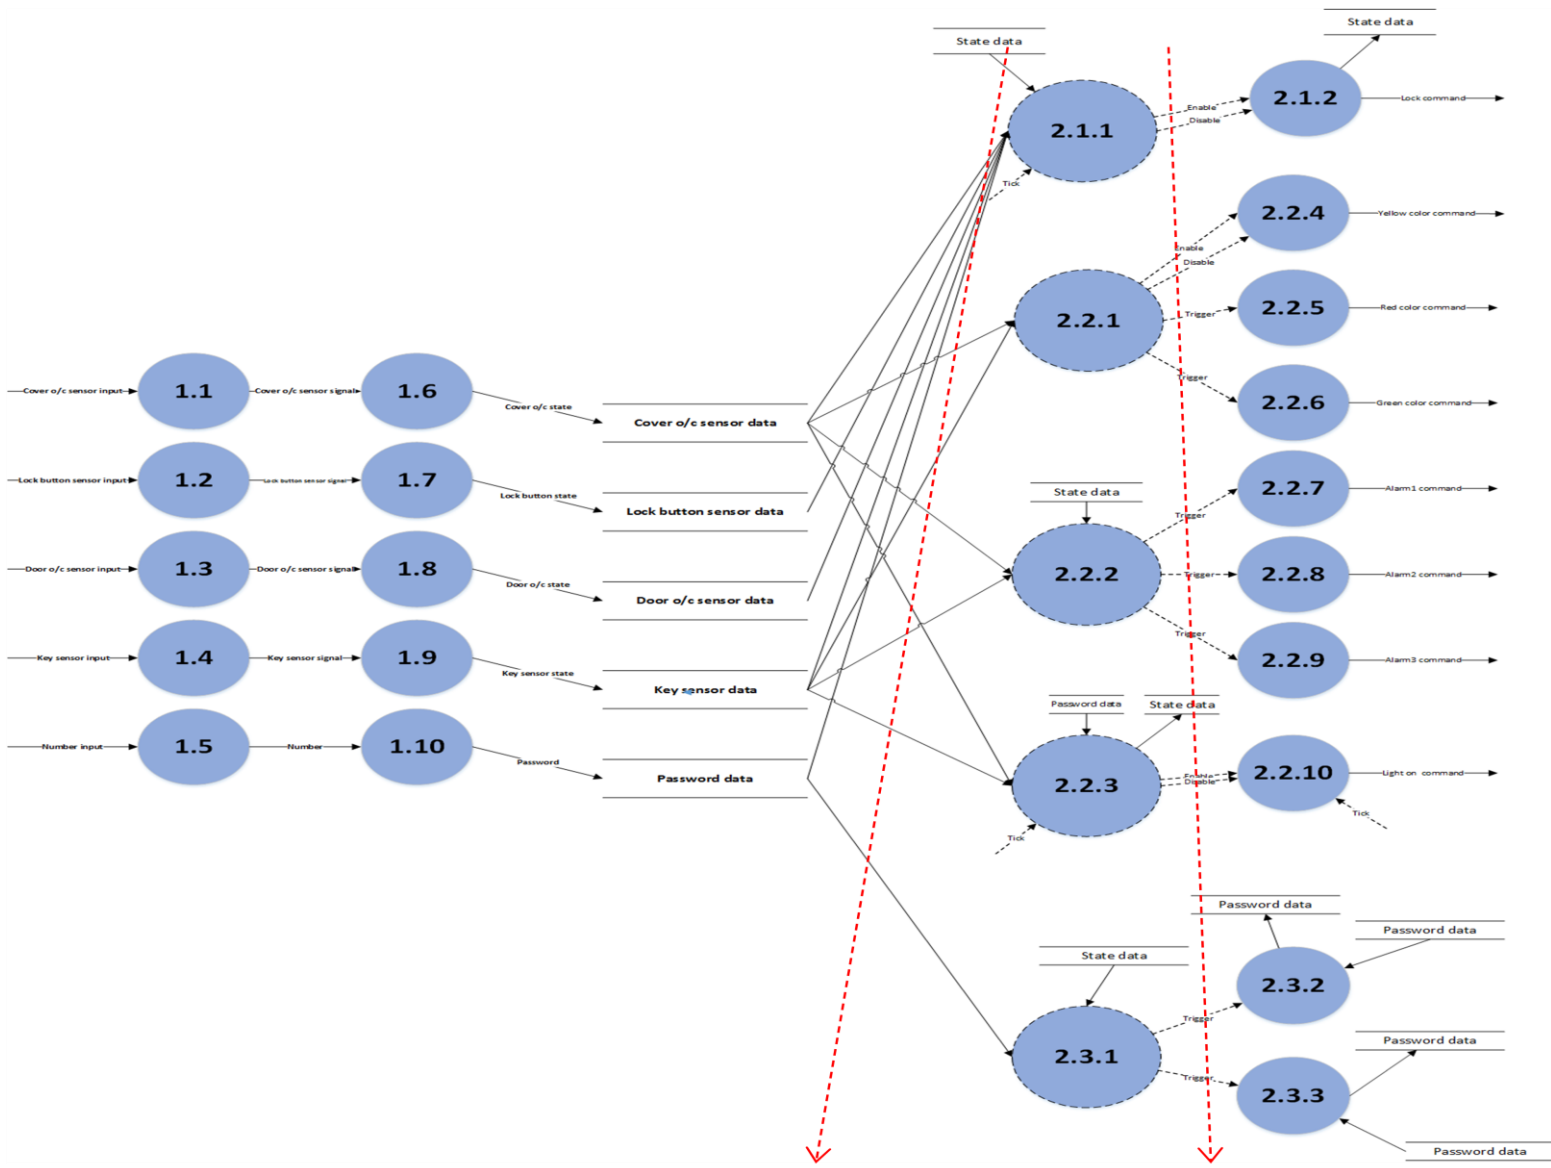 State data
State data
2.1.1
Enable
Disable
2.1.2
Lock command
Tick
2.2.4
Yellow color command
Enable
Disable
2.2.1
Trigger
2.2.5
Red color command
Trigger
2.2.6
Green color command
Cover o/c sensor input
1.1
Cover o/c sensor signal
1.6
Cover o/c state
Cover o/c sensor data
Lock button sensor input
1.2
Lock button sensor signal
1.7
Lock button state
Lock button sensor data
State data
2.2.7
Alarm1 command
Trigger
Door o/c sensor input
1.3
Door o/c sensor signal
1.8
Door o/c state
Door o/c sensor data
2.2.2
Trigger
2.2.8
Alarm2 command
Trigger
2.2.9
Alarm3 command
Key sensor input
1.4
Key sensor signal
1.9
Key sensor state
Key sensor data
Password data
State data
Number input
1.5
Number
1.10
Password
Password data
2.2.3
Enable
Disable
2.2.10
Light on command
Tick
Tick
Password data
Password data
State data
2.3.2
Trigger
2.3.1
Password data
Trigger
2.3.3
Password data